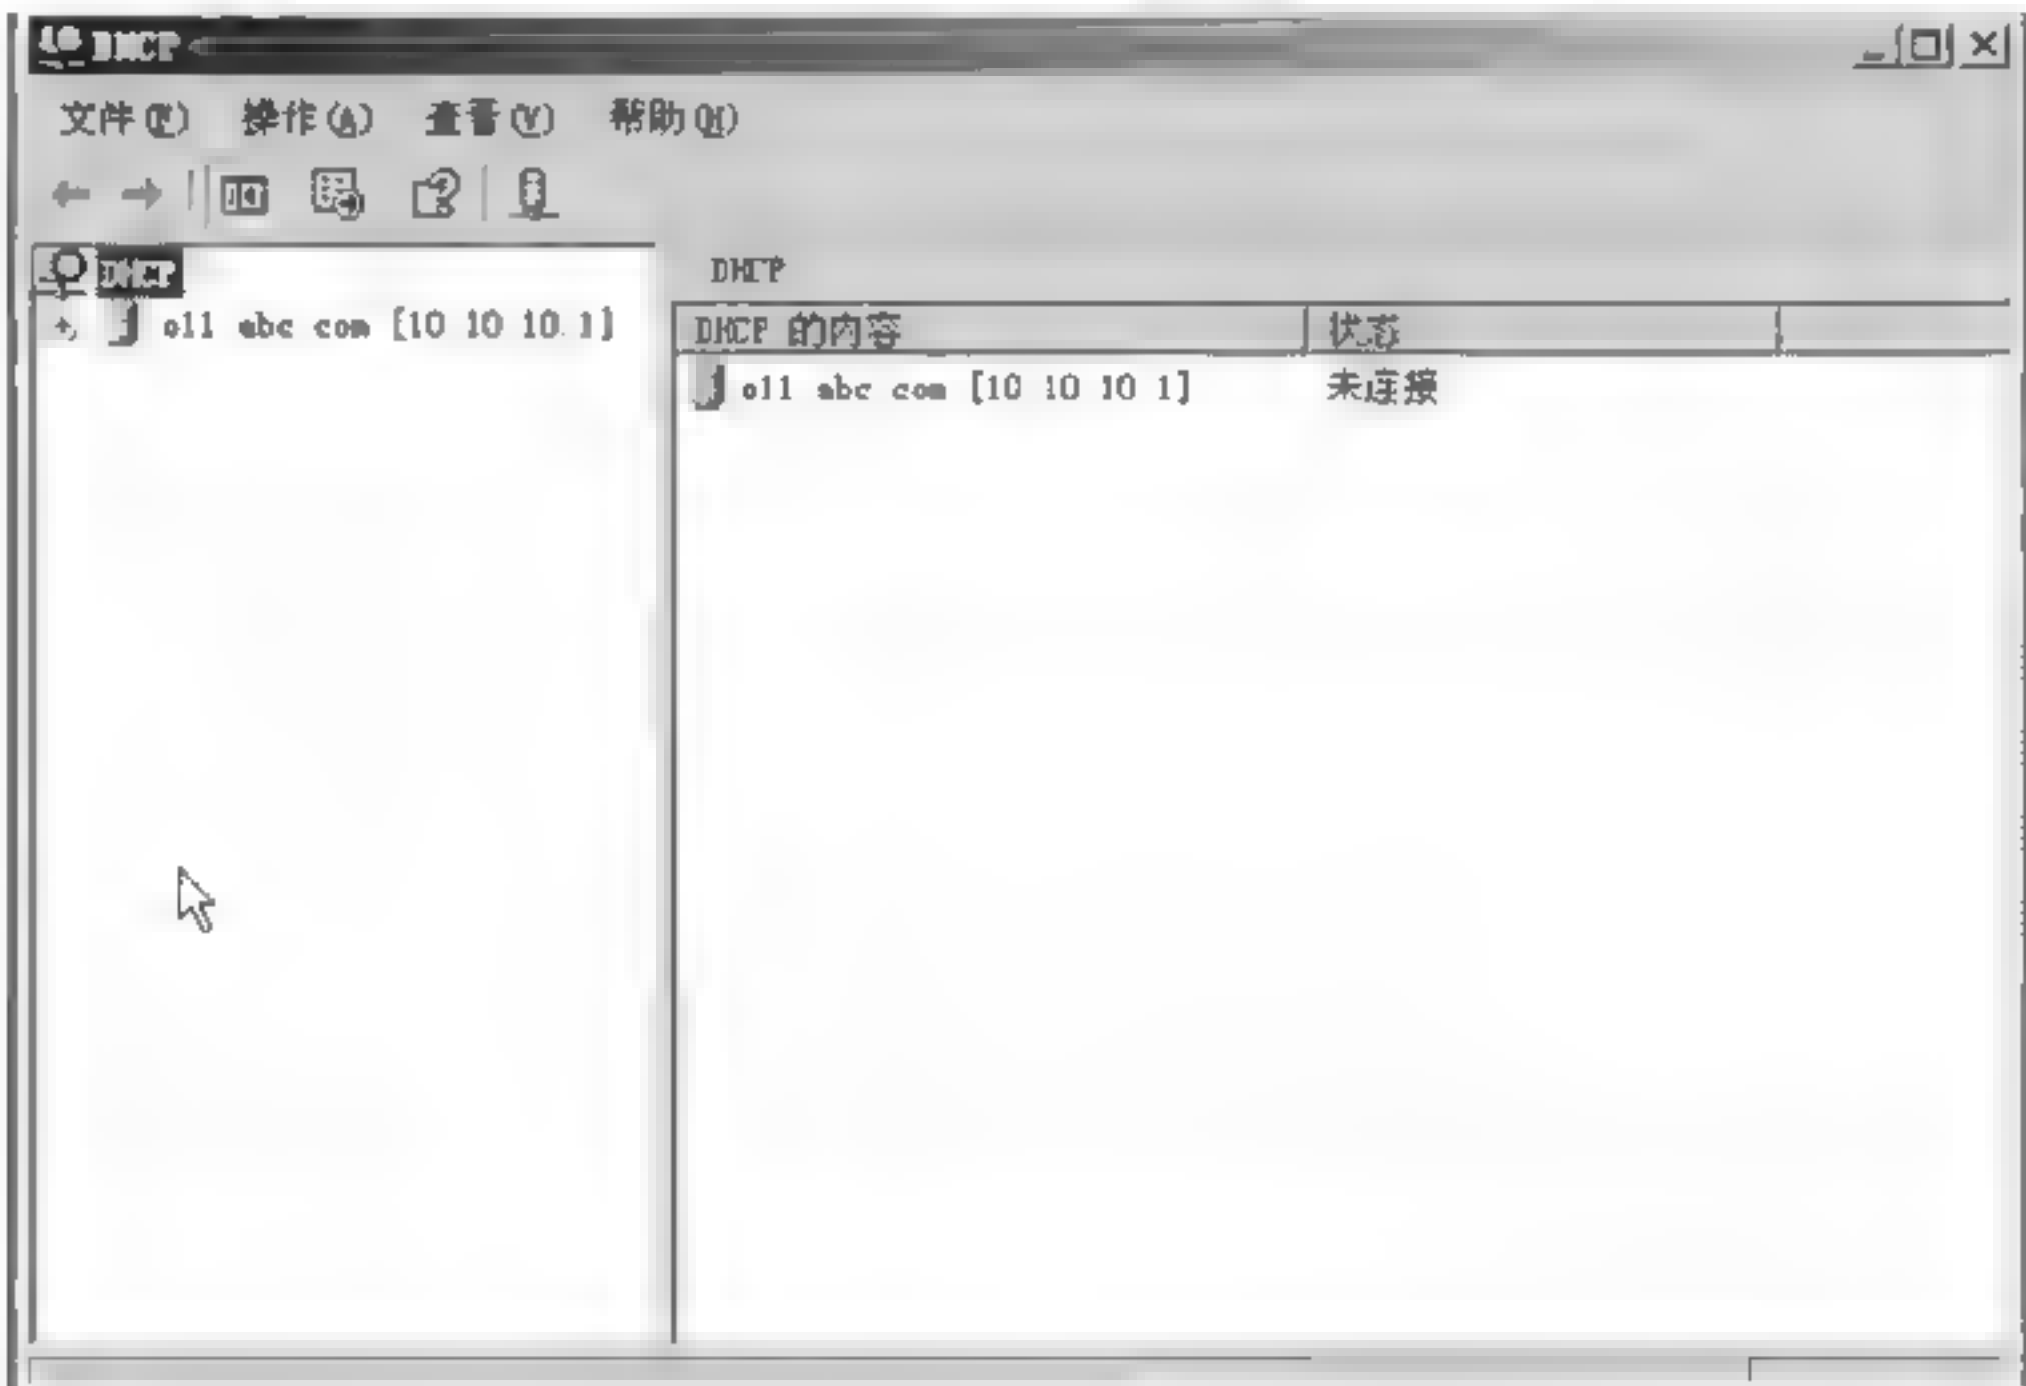 DHCP
文件(F) 操作(A) 查看(V) 帮助(H)
DHCP
oll abc com [10 10 10.1]
DHCP
DHCP 的内容 状态
oll abc com [10 10 10 1] 未连接